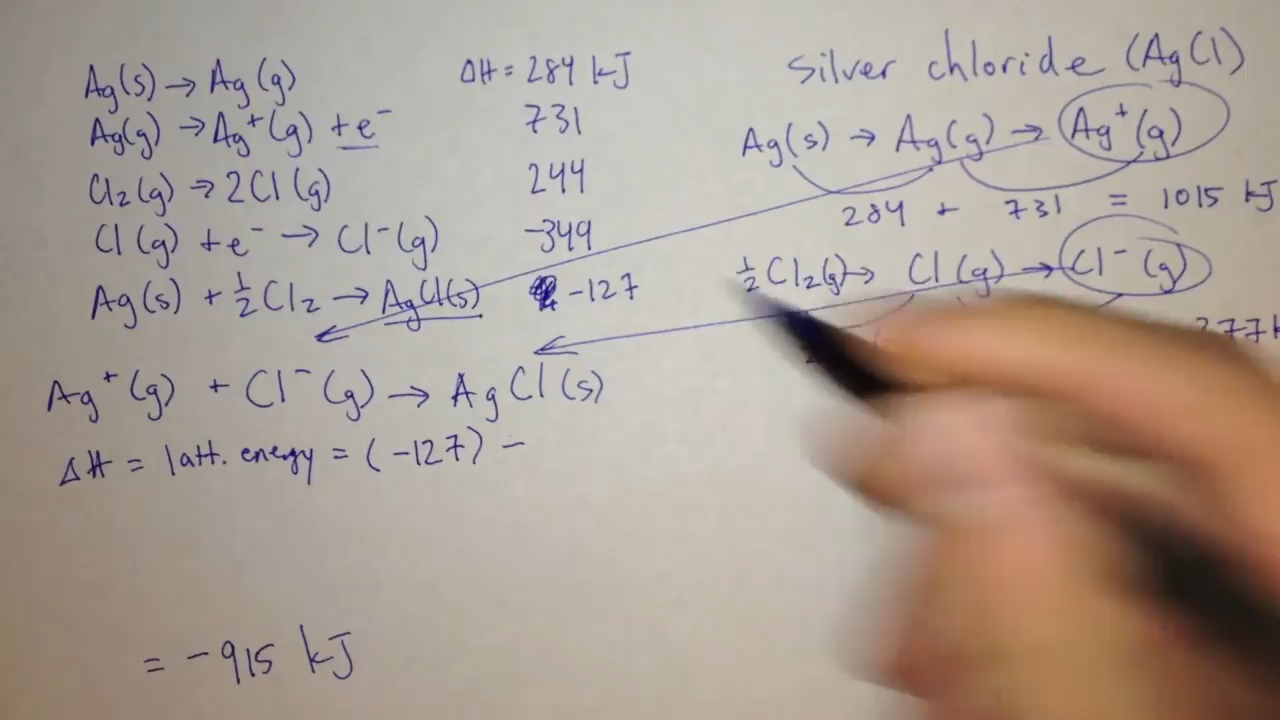 Ag(s) → Ag(g) ΔH = 284 kJ
Ag(g) → Ag⁺(g) + e⁻ 731
Cl₂(g) → 2Cl(g) 244
Cl(g) + e⁻ → Cl⁻(g) -349
Ag(s) + ½Cl₂ → AgCl(s) -127
Ag⁺(g) + Cl⁻(g) → AgCl(s)
ΔH = latt. energy = (-127) -
= -915 kJ
Silver chloride (AgCl)
Ag(s) → Ag(g) → Ag⁺(g)
284 + 731 = 1015 kJ
½Cl₂(g) → Cl(g) → Cl⁻(g)